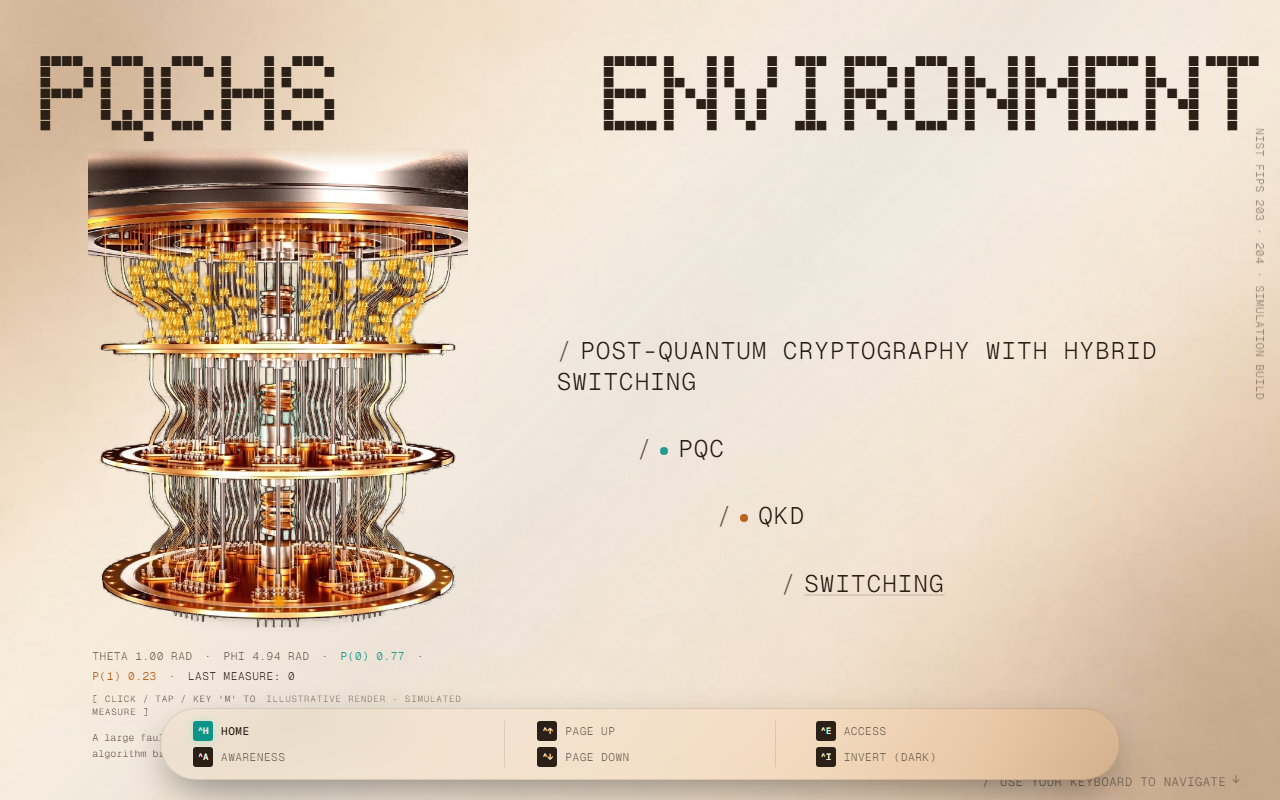 PQCHS ENVIRONMENT
NIST FIPS 203 · 204 · SIMULATION BUILD
/ POST-QUANTUM CRYPTOGRAPHY WITH HYBRID
SWITCHING
/ • PQC
/ • QKD
/ SWITCHING
THETA 1.00 RAD · PHI 4.94 RAD · P(0) 0.77 ·
P(1) 0.23 · LAST MEASURE: 0
[ CLICK / TAP / KEY 'M' TO MEASURE ]
ILLUSTRATIVE RENDER · SIMULATED
A large
algorithm
^H HOME
^A AWARENESS
^↑ PAGE UP
^↓ PAGE DOWN
^E ACCESS
^I INVERT (DARK)
/ USE YOUR KEYBOARD TO NAVIGATE ↓